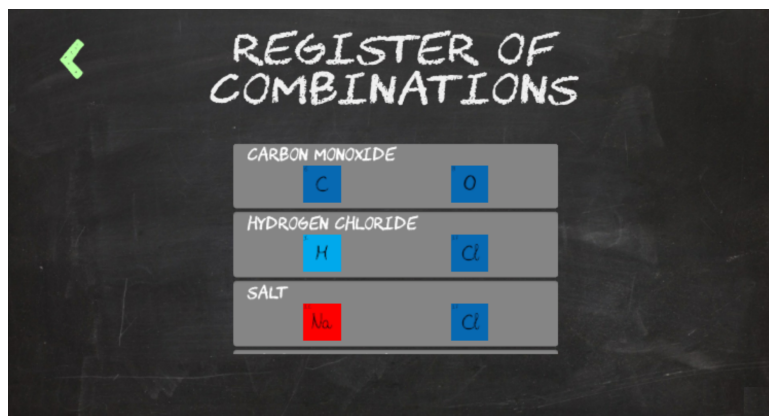 REGISTER OF
COMBINATIONS
CARBON MONOXIDE
C O
HYDROGEN CHLORIDE
H Cl
SALT
Na Cl